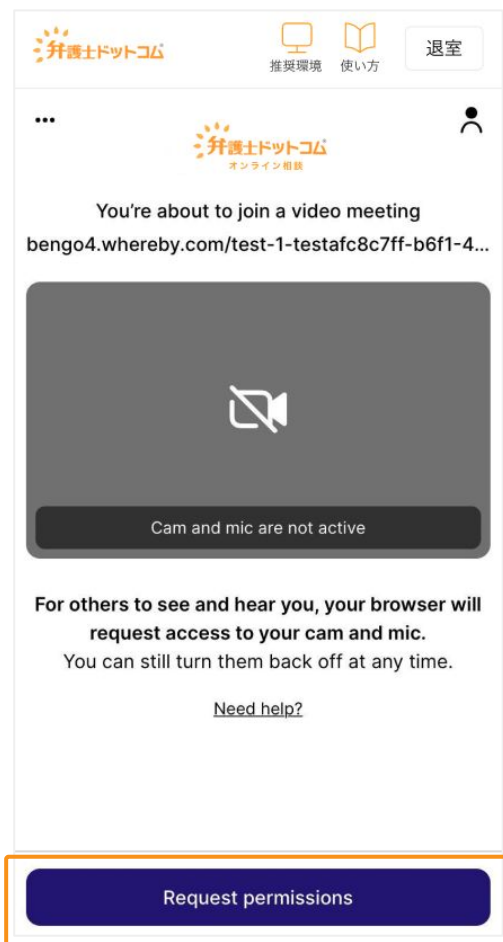 弁護士ドットコム
推奨環境
使い方
退室
弁護士ドットコム
オンライン相談
You're about to join a video meeting
bengo4.whereby.com/test-1-testafc8c7ff-b6f1-4...
Cam and mic are not active
For others to see and hear you, your browser will
request access to your cam and mic.
You can still turn them back off at any time.
Need help?
Request permissions